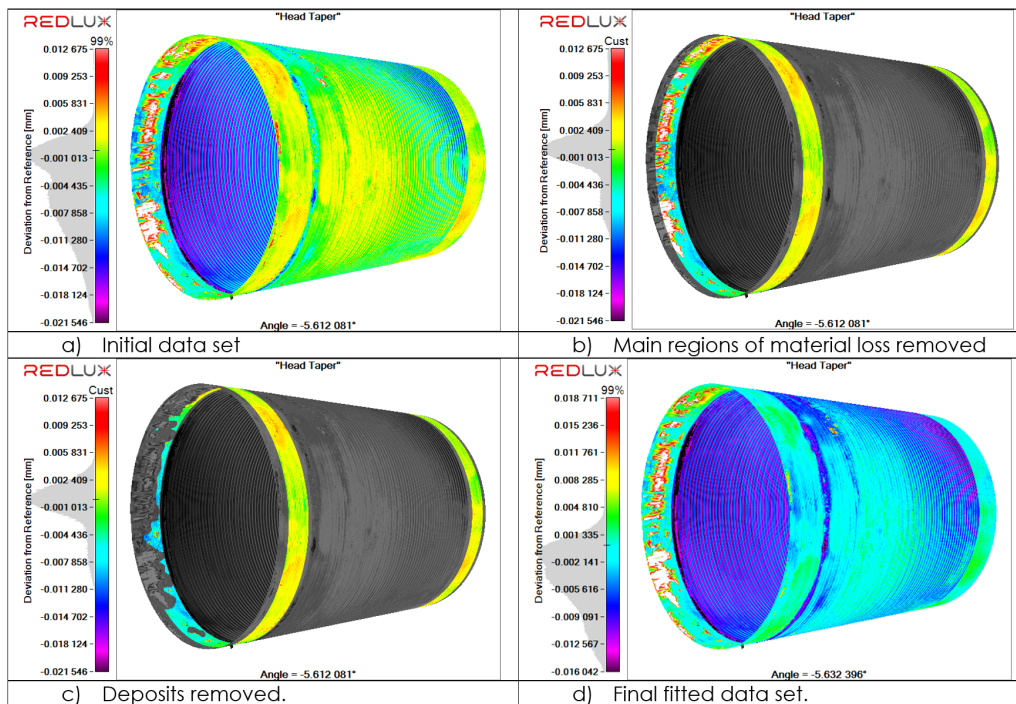 REDLUX
"Head Taper"
99%
0.012 675
0.009 253
0.005 831
0.002 409
-0.001 013
-0.004 435
-0.007 858
-0.011 280
-0.014 702
-0.018 124
-0.021 546
Deviation from Reference [mm]
Angle = -5.612 081°
a) Initial data set
REDLUX
"Head Taper"
Cust
0.012 675
0.009 253
0.005 831
0.002 409
-0.001 013
-0.004 435
-0.007 858
-0.011 280
-0.014 702
-0.018 124
-0.021 546
Deviation from Reference [mm]
Angle = -5.612 081°
b) Main regions of material loss removed
REDLUX
"Head Taper"
Cust
0.012 675
0.009 253
0.005 831
0.002 409
-0.001 013
-0.004 436
-0.007 858
-0.011 280
-0.014 702
-0.018 124
-0.021 546
Deviation from Reference [mm]
Angle = -5.612 081°
c) Deposits removed.
REDLUX
"Head Taper"
99%
0.018 711
0.015 236
0.011 761
0.008 285
0.004 810
0.001 335
-0.002 141
-0.005 616
-0.009 091
-0.012 567
-0.016 042
Deviation from Reference [mm]
Angle = -5.632 396°
d) Final fitted data set.